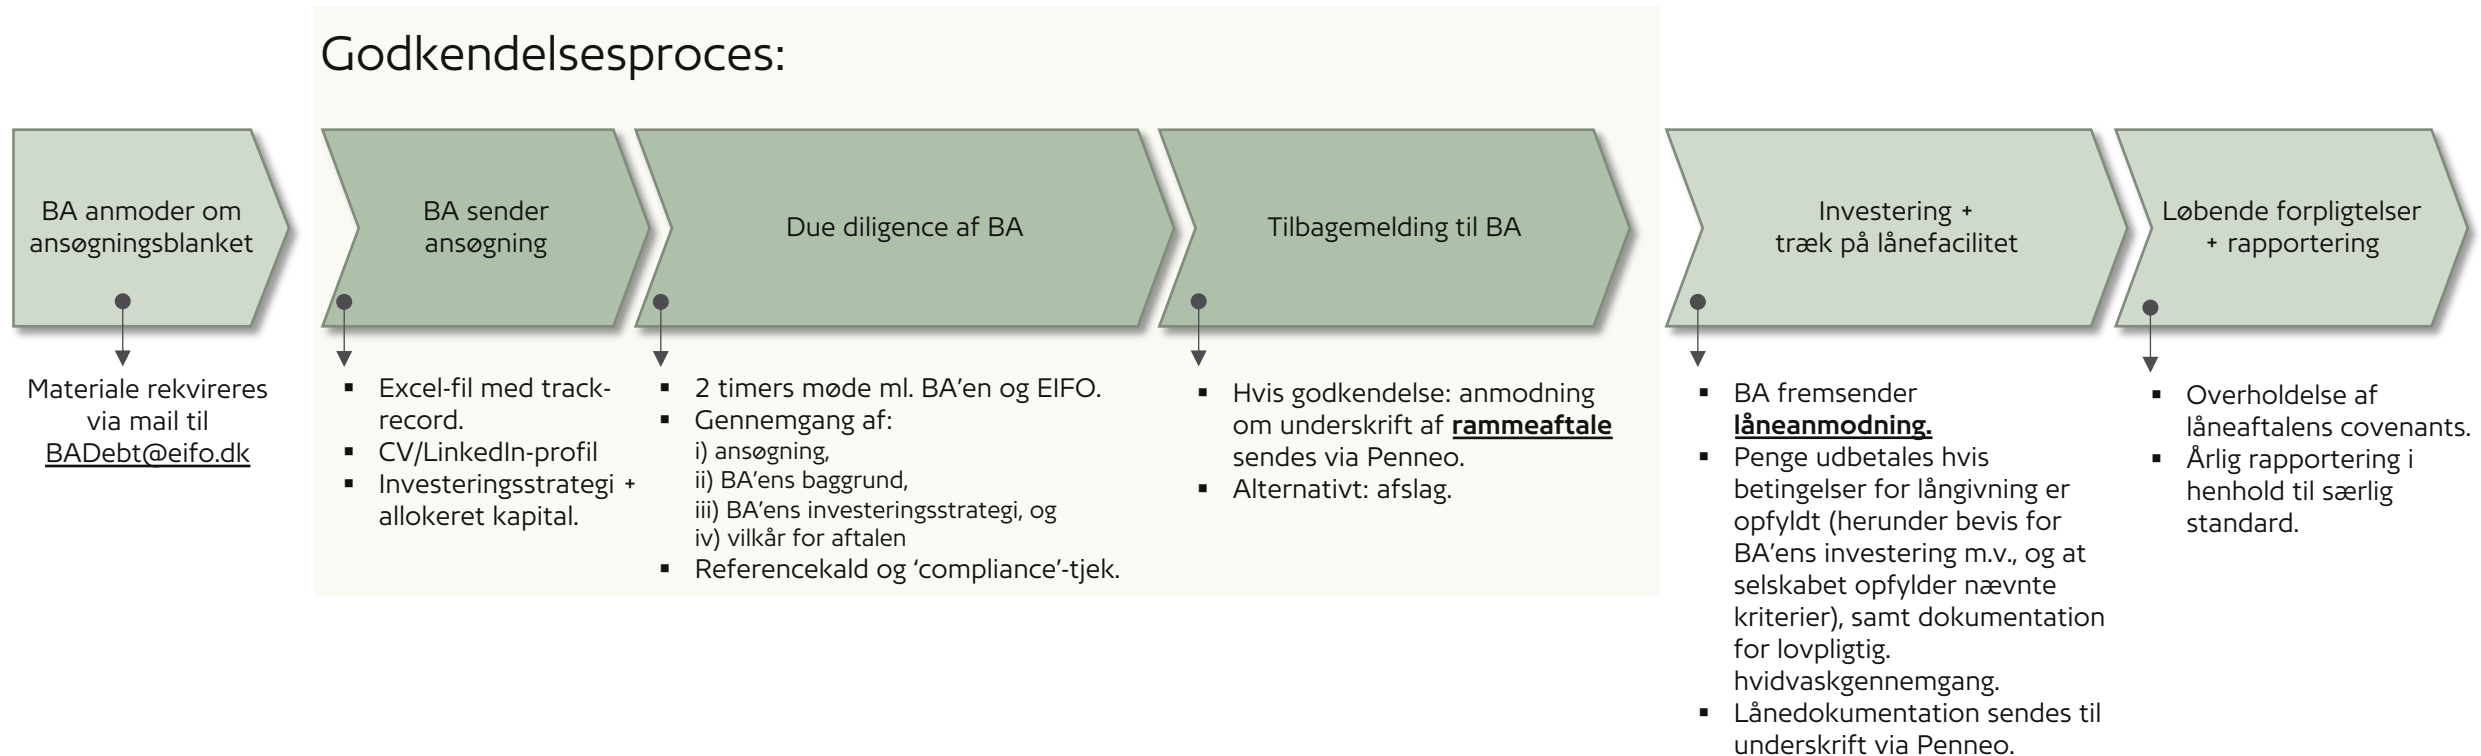 Godkendelsesproces:
BA anmoder om
ansøgningsblanket
Materiale rekvireres
via mail til
BADebt@eifo.dk
BA sender
ansøgning
▪ Excel-fil med track-
record.
▪ CV/LinkedIn-profil
▪ Investeringsstrategi +
allokeret kapital.
Due diligence af BA
▪ 2 timers møde ml. BA’en og EIFO.
▪ Gennemgang af:
i) ansøgning,
ii) BA’ens baggrund,
iii) BA’ens investeringsstrategi, og
iv) vilkår for aftalen
▪ Referencekald og ‘compliance’-tjek.
Tilbagemelding til BA
▪ Hvis godkendelse: anmodning
om underskrift af rammeaftale
sendes via Penneo.
▪ Alternativt: afslag.
Investering +
træk på lånefacilitet
▪ BA fremsender
låneanmodning.
▪ Penge udbetales hvis
betingelser for långivning er
opfyldt (herunder bevis for
BA’ens investering m.v., og at
selskabet opfylder nævnte
kriterier), samt dokumentation
for lovpligtig.
hvidvaskgennemgang.
▪ Lånedokumentation sendes til
underskrift via Penneo.
Løbende forpligtelser
+ rapportering
▪ Overholdelse af
låneaftalens covenants.
▪ Årlig rapportering i
henhold til særlig
standard.